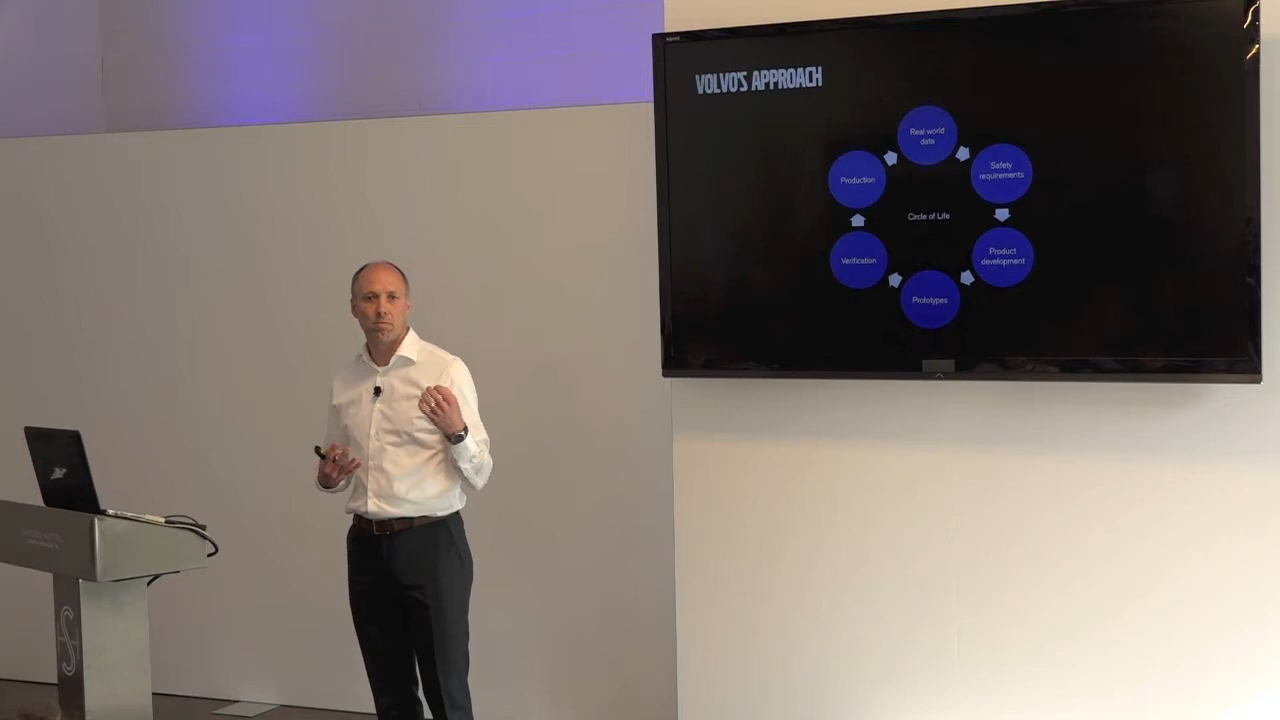 VOLVO'S APPROACH
Real world
data
Safety
requirements
Product
development
Prototypes
Verification
Production
Circle of Life